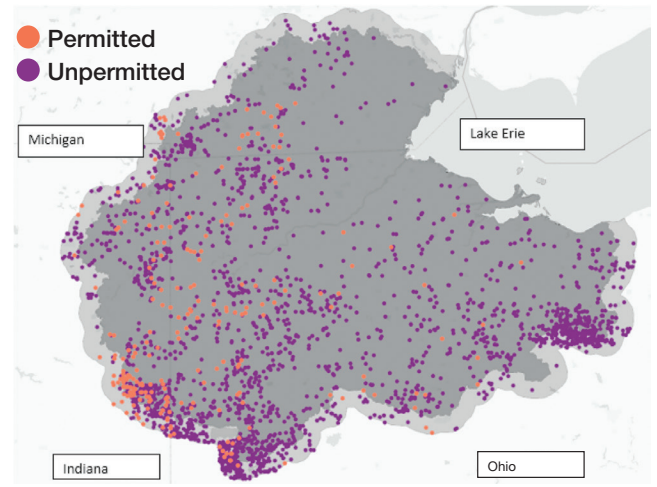 Permitted
Unpermitted
Michigan
Lake Erie
Indiana
Ohio